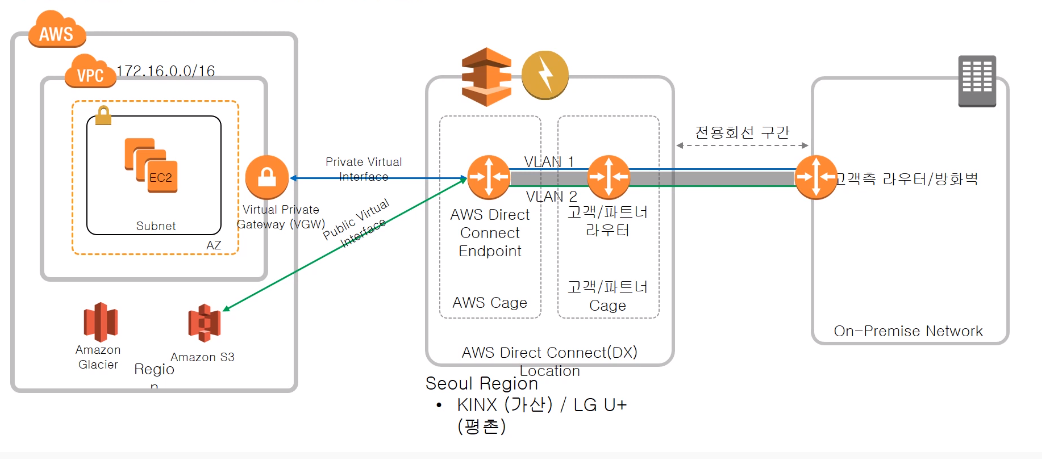 AWS
VPC
172.16.0.0/16
EC2
Subnet
AZ
Virtual Private
Gateway (VGW)
Private Virtual
Interface
Public Virtual
Interface
Amazon
Glacier
Amazon S3
Regio
n
VLAN 1
VLAN 2
AWS Direct
Connect
Endpoint
고객/파트너
라우터
AWS Cage
고객/파트너
Cage
AWS Direct Connect(DX)
Location
전용회선 구간
고객측 라우터/방화벽
On-Premise Network
Seoul Region
• KINX (가산) / LG U+
(평촌)